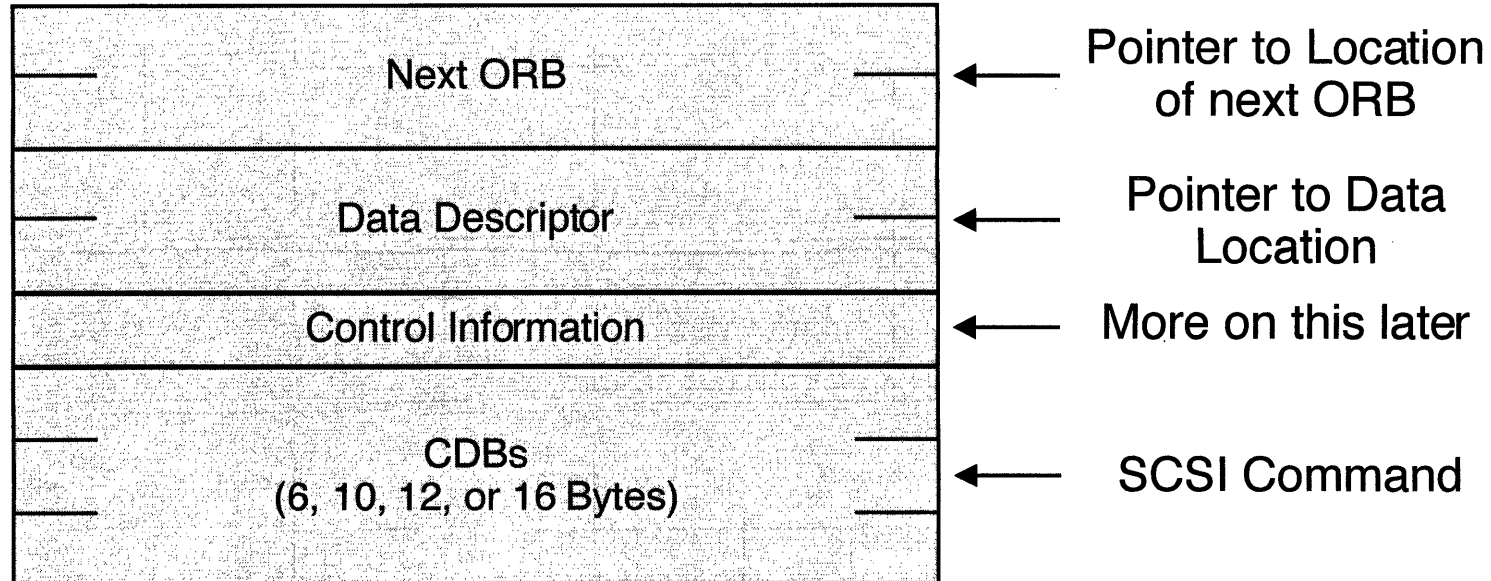 Next ORB
Pointer to Location
of next ORB
Data Descriptor
Pointer to Data
Location
Control Information
More on this later
CDBs
(6, 10, 12, or 16 Bytes)
SCSI Command